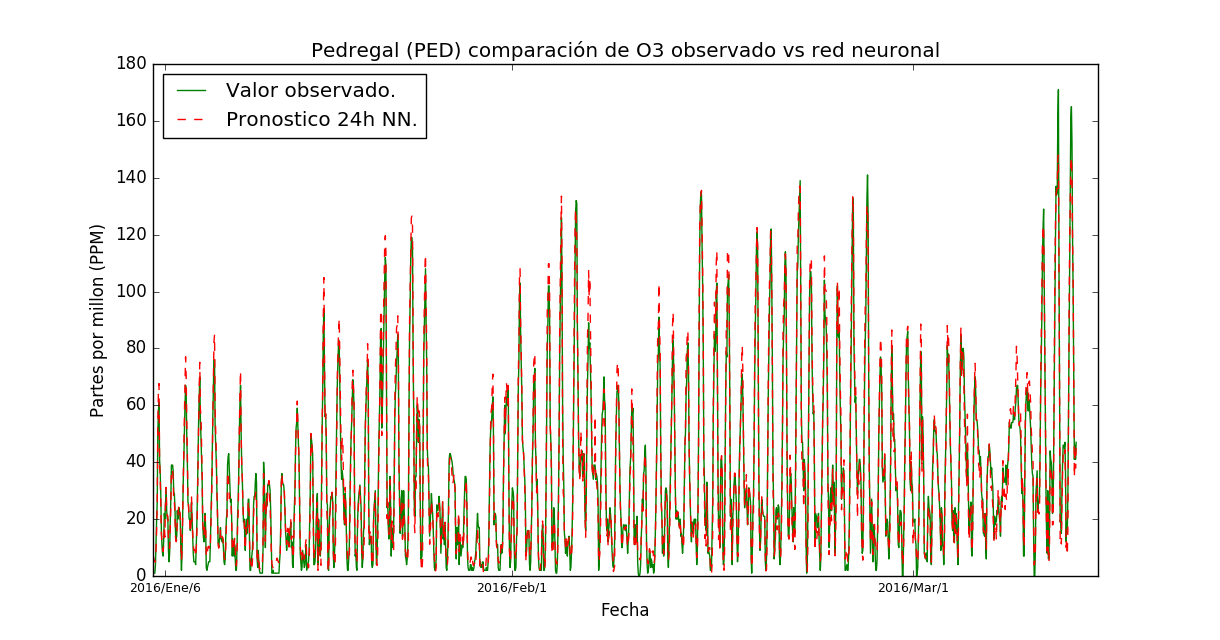 Pedregal (PED) comparación de O3 observado vs red neuronal
Valor observado.
Pronostico 24h NN.
Partes por millon (PPM)
180
160
140
120
100
80
60
40
20
0
2016/Ene/6
2016/Feb/1
2016/Mar/1
Fecha